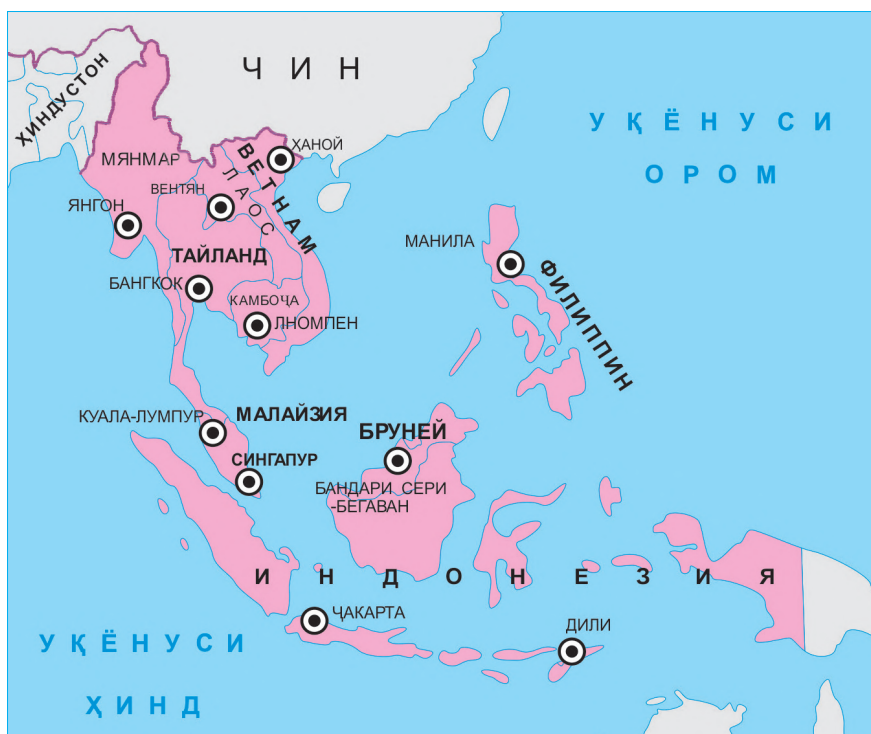 ЧИН
ҲИНДУСТОН
УҚЁНУСИ
ОРОМ
ҲАНОЙ
МЯНМАР
ВЕТНАМ
ЛАОС
ВЕНТЯН
ЯНГОН
МАНИЛА
ТАЙЛАНД
ФИЛИППИН
БАНГКОК
КАМБОҶА
ЛНОМПЕН
КУАЛА-ЛУМПУР
МАЛАЙЗИЯ
БРУНЕЙ
СИНГАПУР
БАНДАРИ СЕРИ
-БЕГАВАН
ИНДОНЕЗИЯ
ҶАКАРТА
ДИЛИ
УҚЁНУСИ
ҲИНД